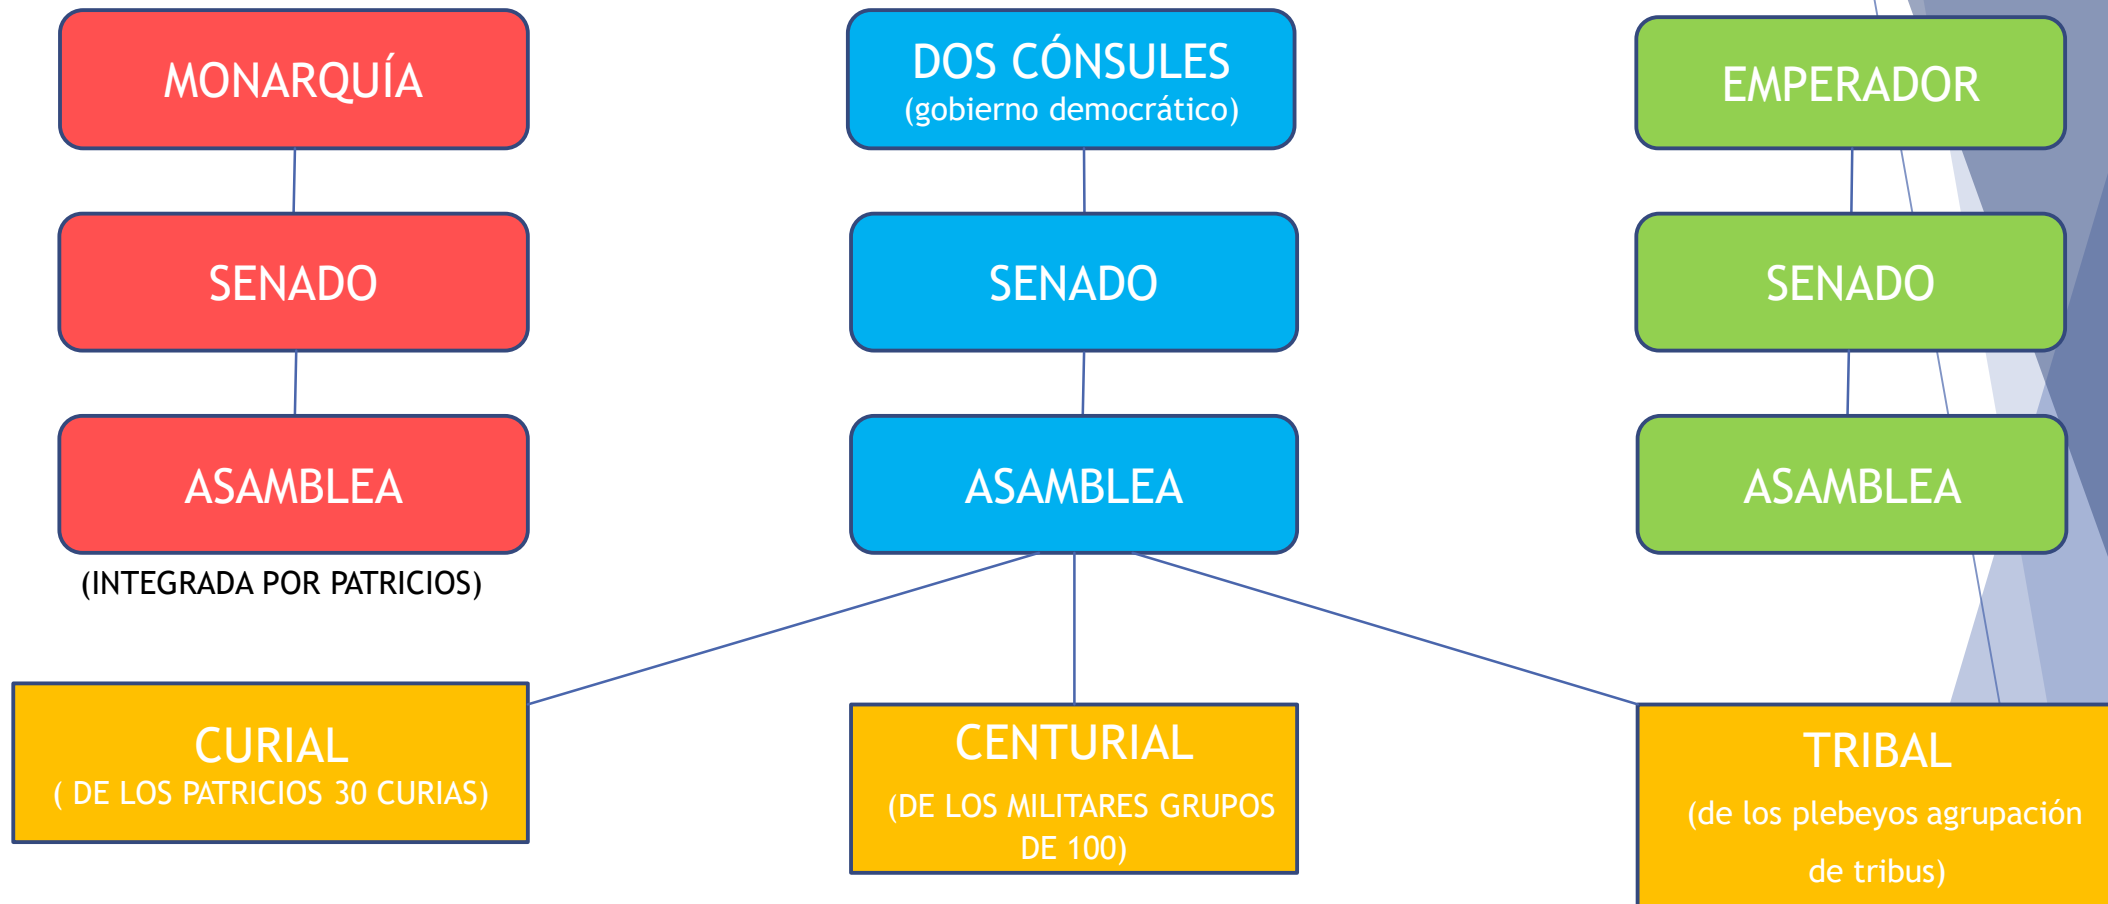 MONARQUÍA
DOS CÓNSULES
(gobierno democrático)
EMPERADOR
SENADO
SENADO
SENADO
ASAMBLEA
ASAMBLEA
ASAMBLEA
(INTEGRADA POR PATRICIOS)
CURIAL
( DE LOS PATRICIOS 30 CURIAS)
CENTURIAL
(DE LOS MILITARES GRUPOS
DE 100)
TRIBAL
(de los plebeyos agrupación
de tribus)